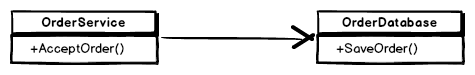 OrderService
+AcceptOrder()
OrderDatabase
+SaveOrder()